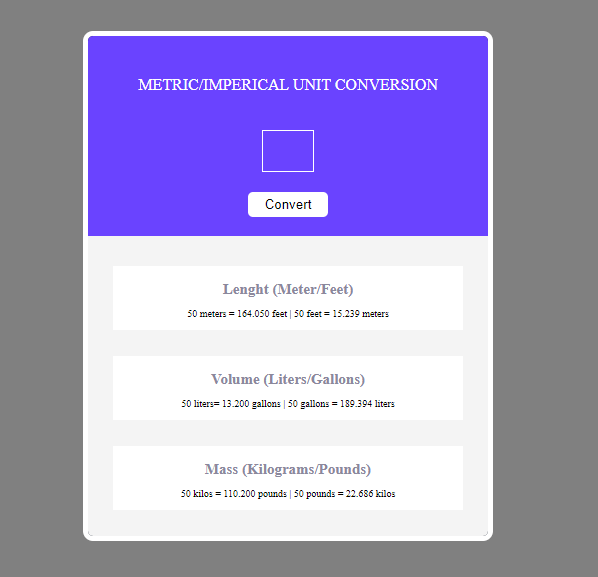 METRIC/IMPERICAL UNIT CONVERSION
Convert
Lenght (Meter/Feet)
50 meters = 164.050 feet | 50 feet = 15.239 meters
Volume (Liters/Gallons)
50 liters= 13.200 gallons | 50 gallons = 189.394 liters
Mass (Kilograms/Pounds)
50 kilos = 110.200 pounds | 50 pounds = 22.686 kilos